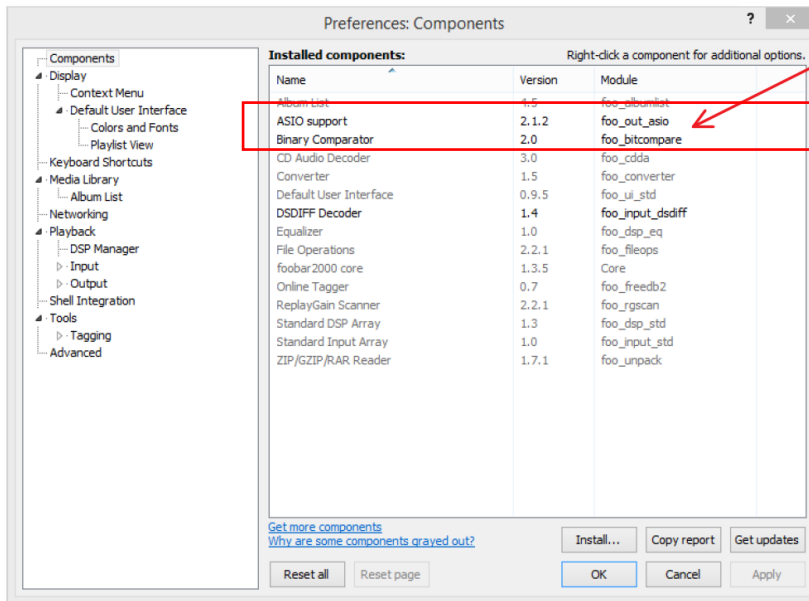 Preferences: Components
? ×
Components
Display
Context Menu
Default User Interface
Colors and Fonts
Playlist View
Keyboard Shortcuts
Media Library
Album List
Networking
Playback
DSP Manager
Input
Output
Shell Integration
Tools
Tagging
Advanced
Installed components: Right-click a component for additional options.
Name Version Module
Album List 4.5 foo_albumlist
ASIO support 2.1.2 foo_out_asio
Binary Comparator 2.0 foo_bitcompare
CD Audio Decoder 3.0 foo_cdda
Converter 1.5 foo_converter
Default User Interface 0.9.5 foo_ui_std
DSDIFF Decoder 1.4 foo_input_dsdiff
Equalizer 1.0 foo_dsp_eq
File Operations 2.2.1 foo_fileops
foobar2000 core 1.3.5 Core
Online Tagger 0.7 foo_freedb2
ReplayGain Scanner 2.2.1 foo_rgscan
Standard DSP Array 1.3 foo_dsp_std
Standard Input Array 1.0 foo_input_std
ZIP/GZIP/RAR Reader 1.7.1 foo_unpack
Get more components
Why are some components grayed out?
Install... Copy report Get updates
Reset all Reset page OK Cancel Apply